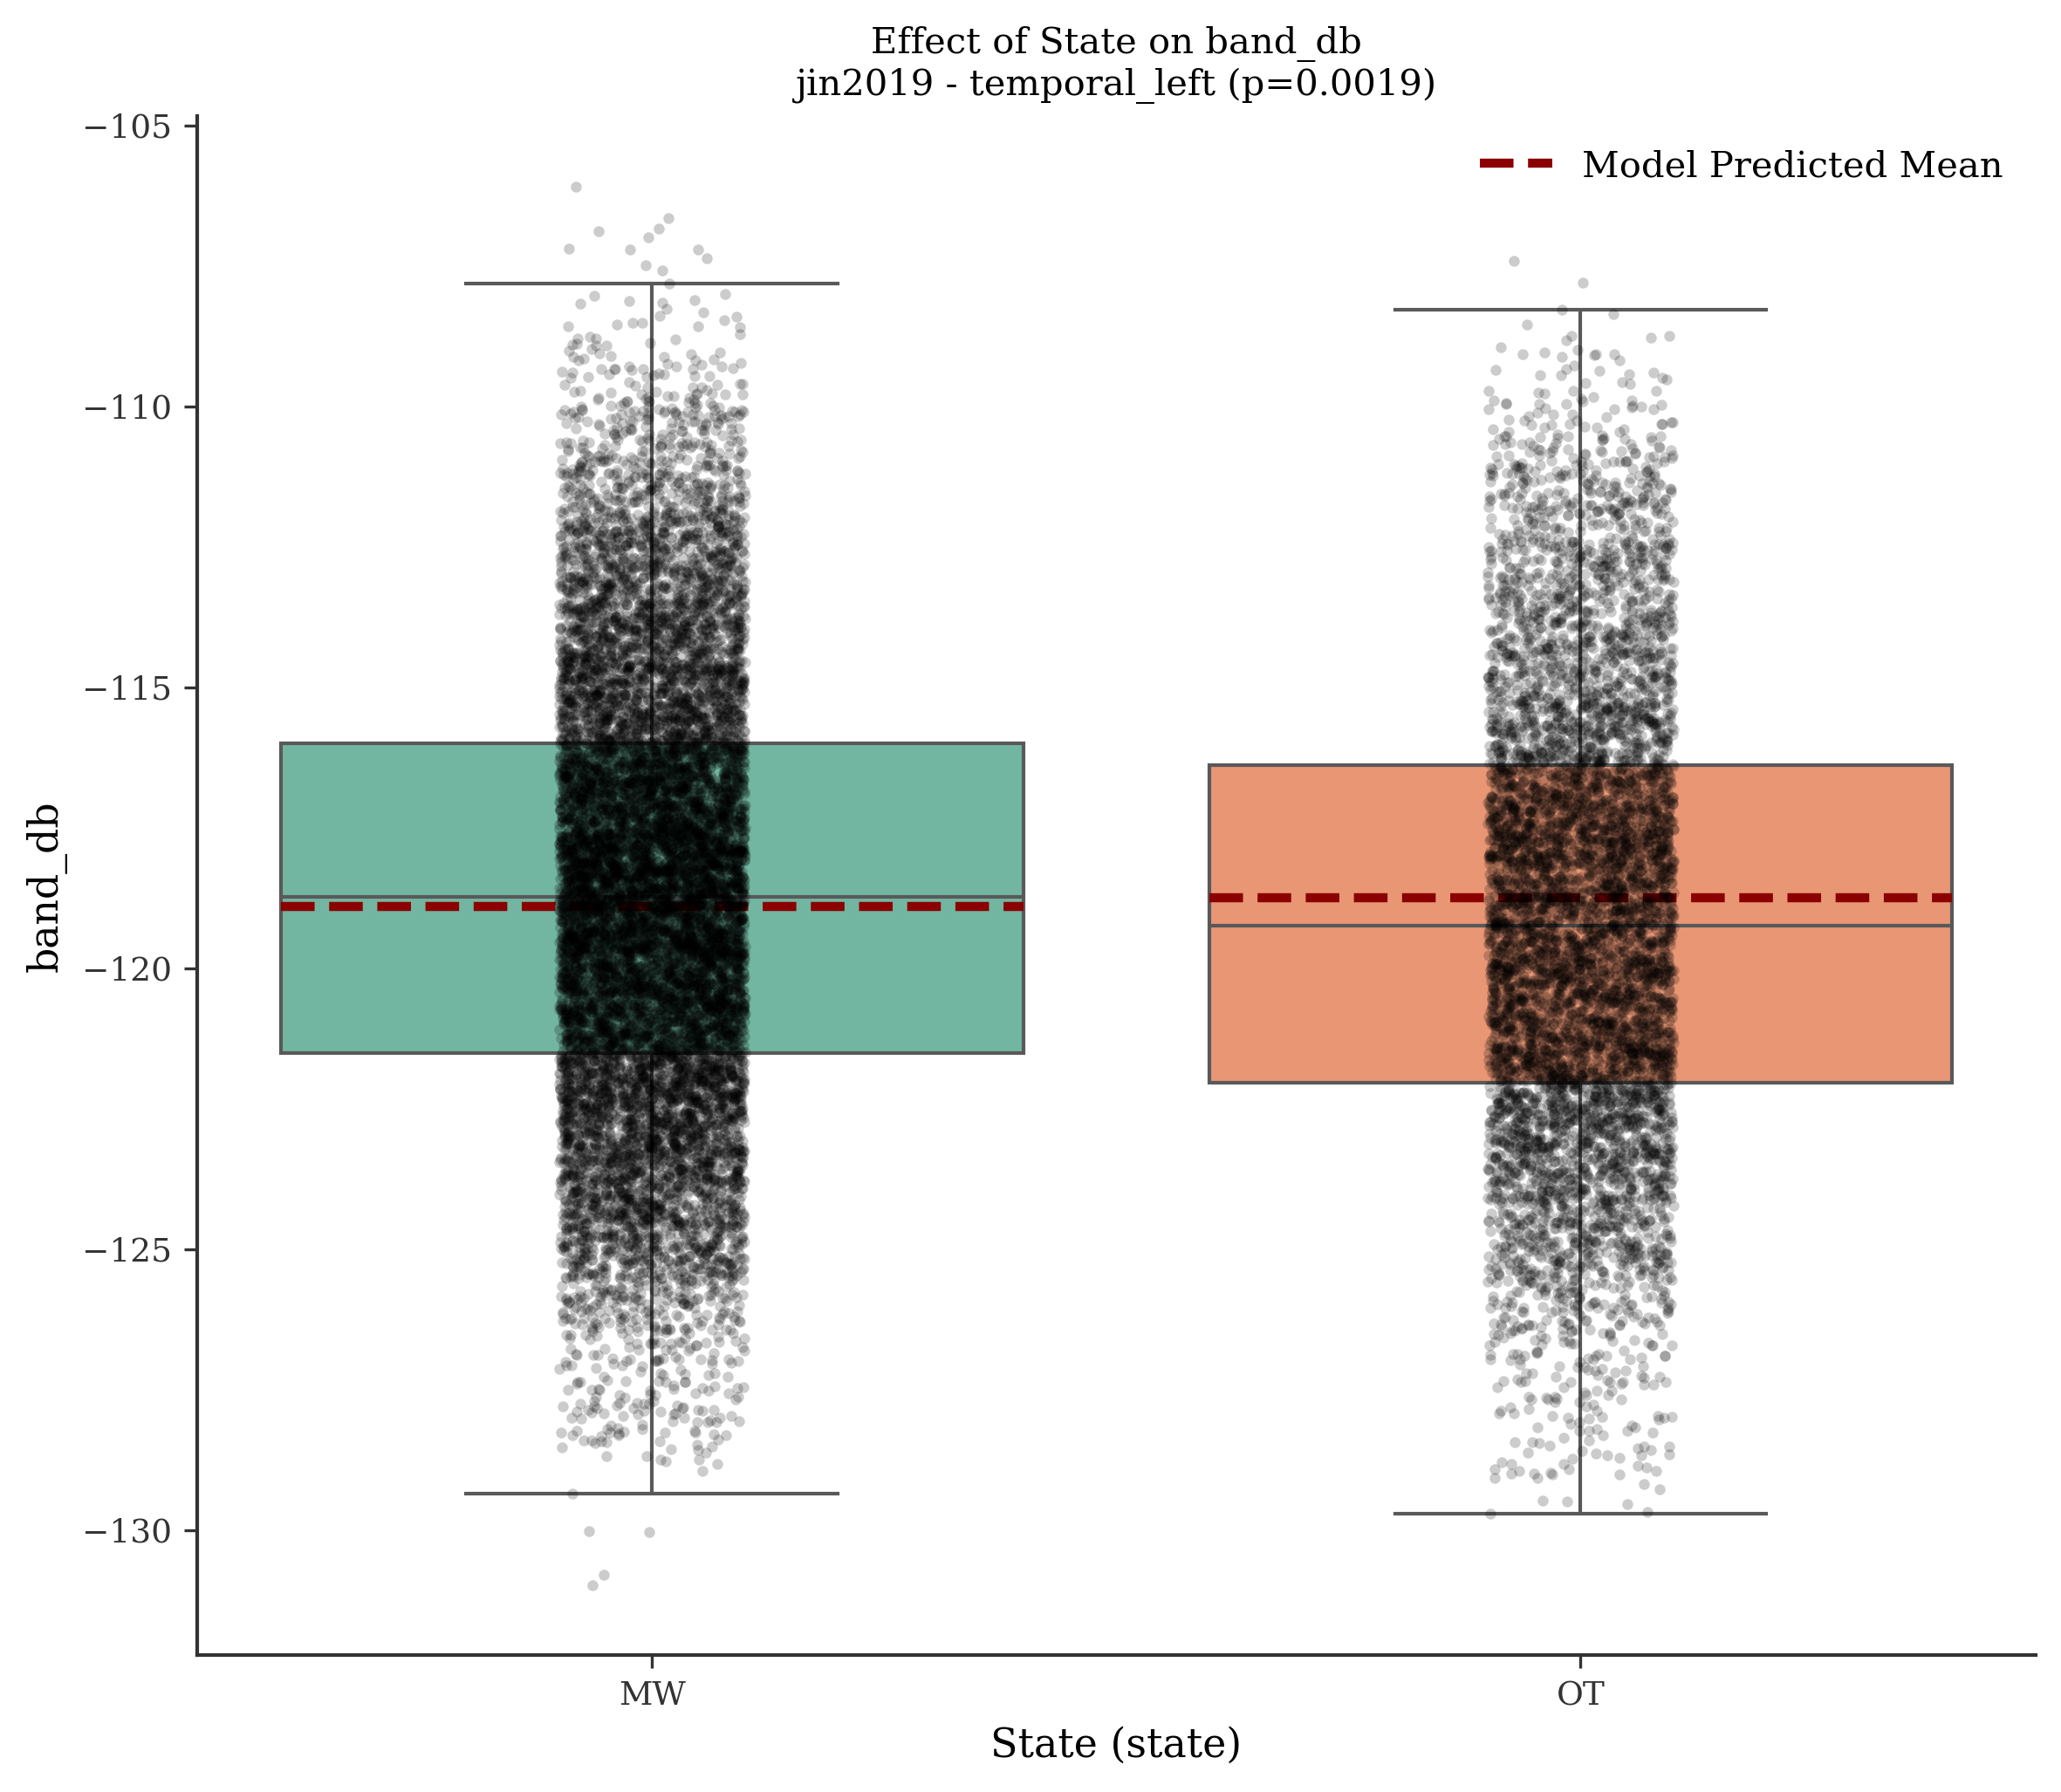 Effect of State on band_db
jin2019 - temporal_left (p=0.0019)
Model Predicted Mean
−105
−110
−115
−120
−125
−130
band_db
MW
OT
State (state)